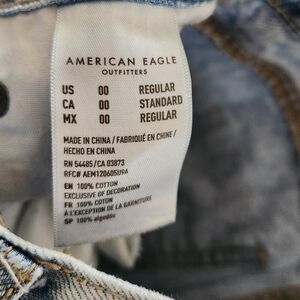 AMERICAN EAGLE
OUTFITTERS
US 00 REGULAR
CA 00 STANDARD
MX 00 REGULAR
MADE IN CHINA / FABRIQUÉ EN CHINE /
HECHO EN CHINA
RN 54485/CA 03873
RFC# AEM120605U9A
EN 100% COTTON
EXCLUSIVE OF DECORATION
FR 100% COTON
À L'EXCEPTION DE LA GARNITURE
SP 100% algodón